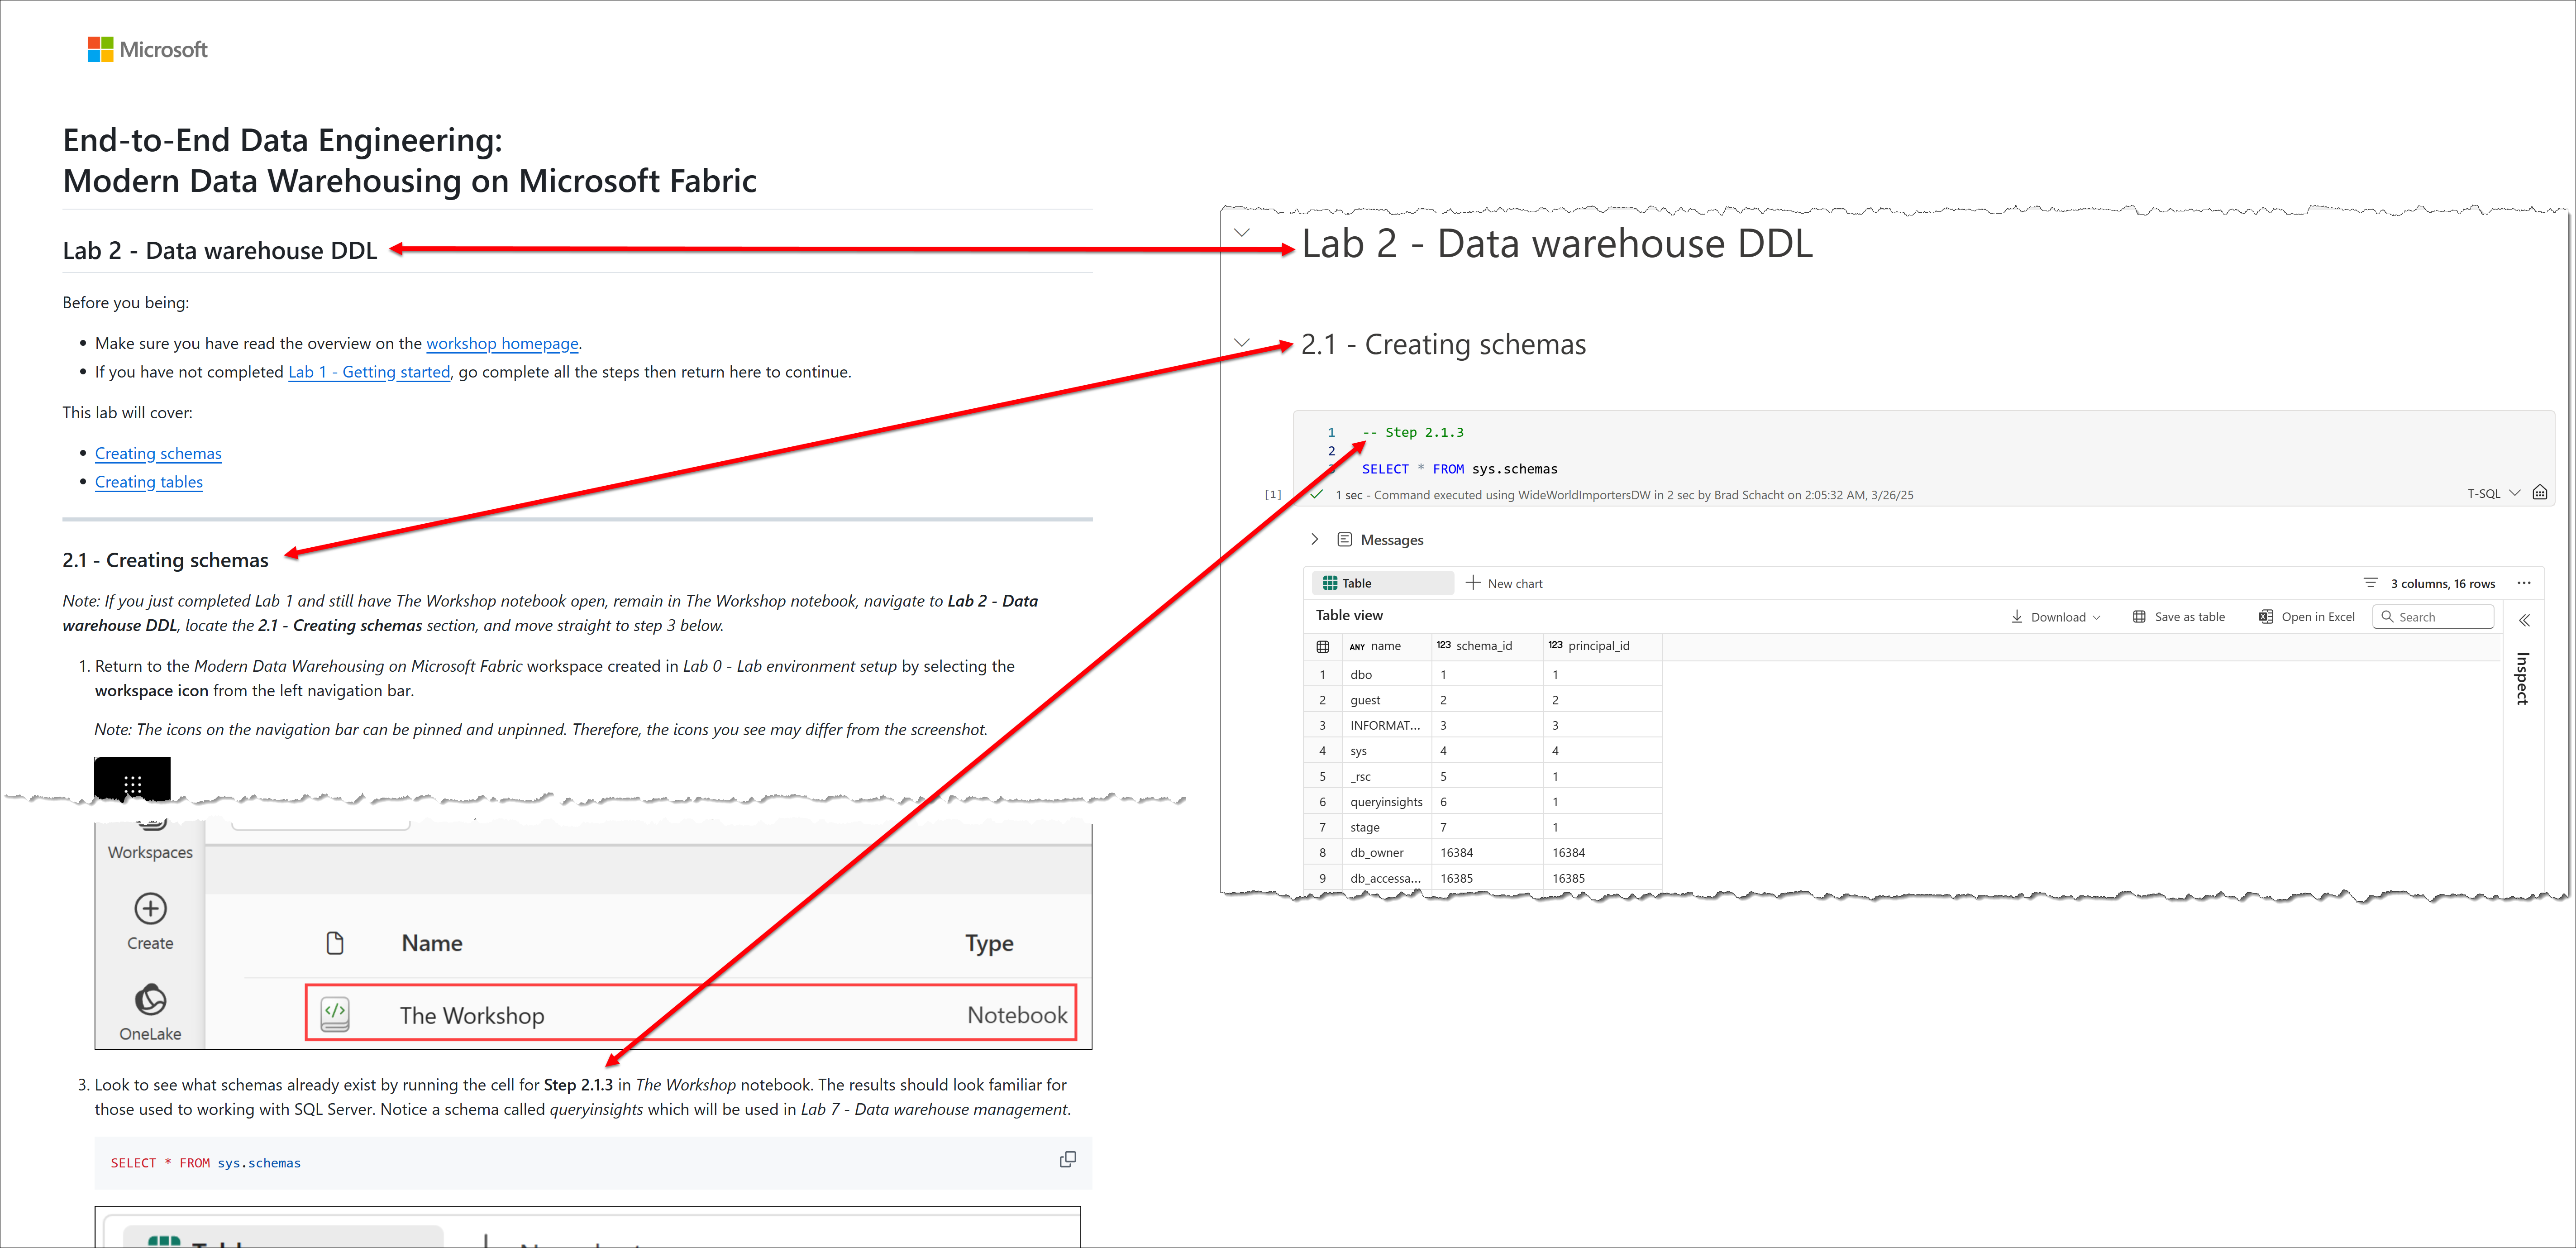 Microsoft
End-to-End Data Engineering:
Modern Data Warehousing on Microsoft Fabric
Lab 2 - Data warehouse DDL
Before you being:
• Make sure you have read the overview on the workshop homepage.
• If you have not completed Lab 1 - Getting started, go complete all the steps then return here to continue.
This lab will cover:
• Creating schemas
• Creating tables
2.1 - Creating schemas
Note: If you just completed Lab 1 and still have The Workshop notebook open, remain in The Workshop notebook, navigate to Lab 2 - Data
warehouse DDL, locate the 2.1 - Creating schemas section, and move straight to step 3 below.
1. Return to the Modern Data Warehousing on Microsoft Fabric workspace created in Lab 0 - Lab environment setup by selecting the
workspace icon from the left navigation bar.
Note: The icons on the navigation bar can be pinned and unpinned. Therefore, the icons you see may differ from the screenshot.
Workspaces
Create
OneLake
Name Type
The Workshop Notebook
3. Look to see what schemas already exist by running the cell for Step 2.1.3 in The Workshop notebook. The results should look familiar for
those used to working with SQL Server. Notice a schema called queryinsights which will be used in Lab 7 - Data warehouse management.
SELECT * FROM sys.schemas
Lab 2 - Data warehouse DDL
2.1 - Creating schemas
1 -- Step 2.1.3
2
SELECT * FROM sys.schemas
[1] 1 sec - Command executed using WideWorldImportersDW in 2 sec by Brad Schacht on 2:05:32 AM, 3/26/25 T-SQL
Messages
Table New chart 3 columns, 16 rows ...
Table view Download Save as table Open in Excel Search
Inspect
ANY name 123 schema_id 123 principal_id
1 dbo 1 1
2 guest 2 2
3 INFORMAT... 3 3
4 sys 4 4
5 _rsc 5 1
6 queryinsights 6 1
7 stage 7 1
8 db_owner 16384 16384
9 db_accessa... 16385 16385